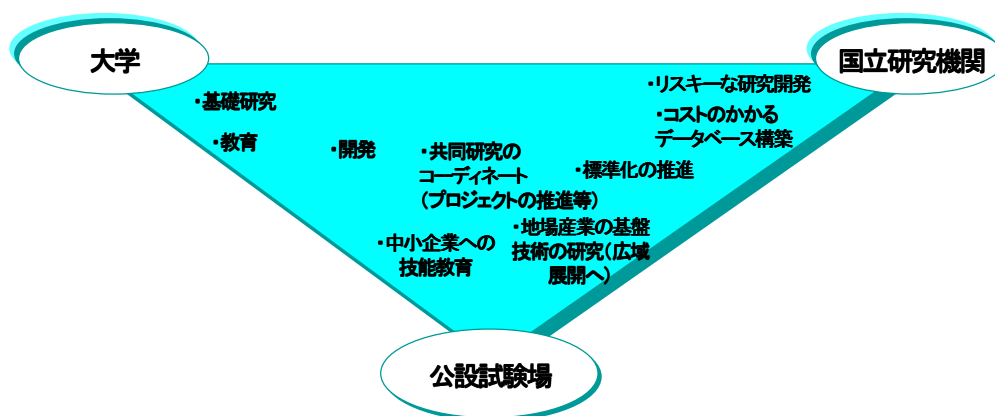 大学
国立研究機関
・リスキーな研究開発
・基礎研究
・コストのかかる
データベース構築
・教育
・開発
・共同研究の
コーディネート
(プロジェクトの推進等)
・標準化の推進
・地場産業の基盤
技術の研究(広域
展開へ)
・中小企業への
技能教育
公設試験場